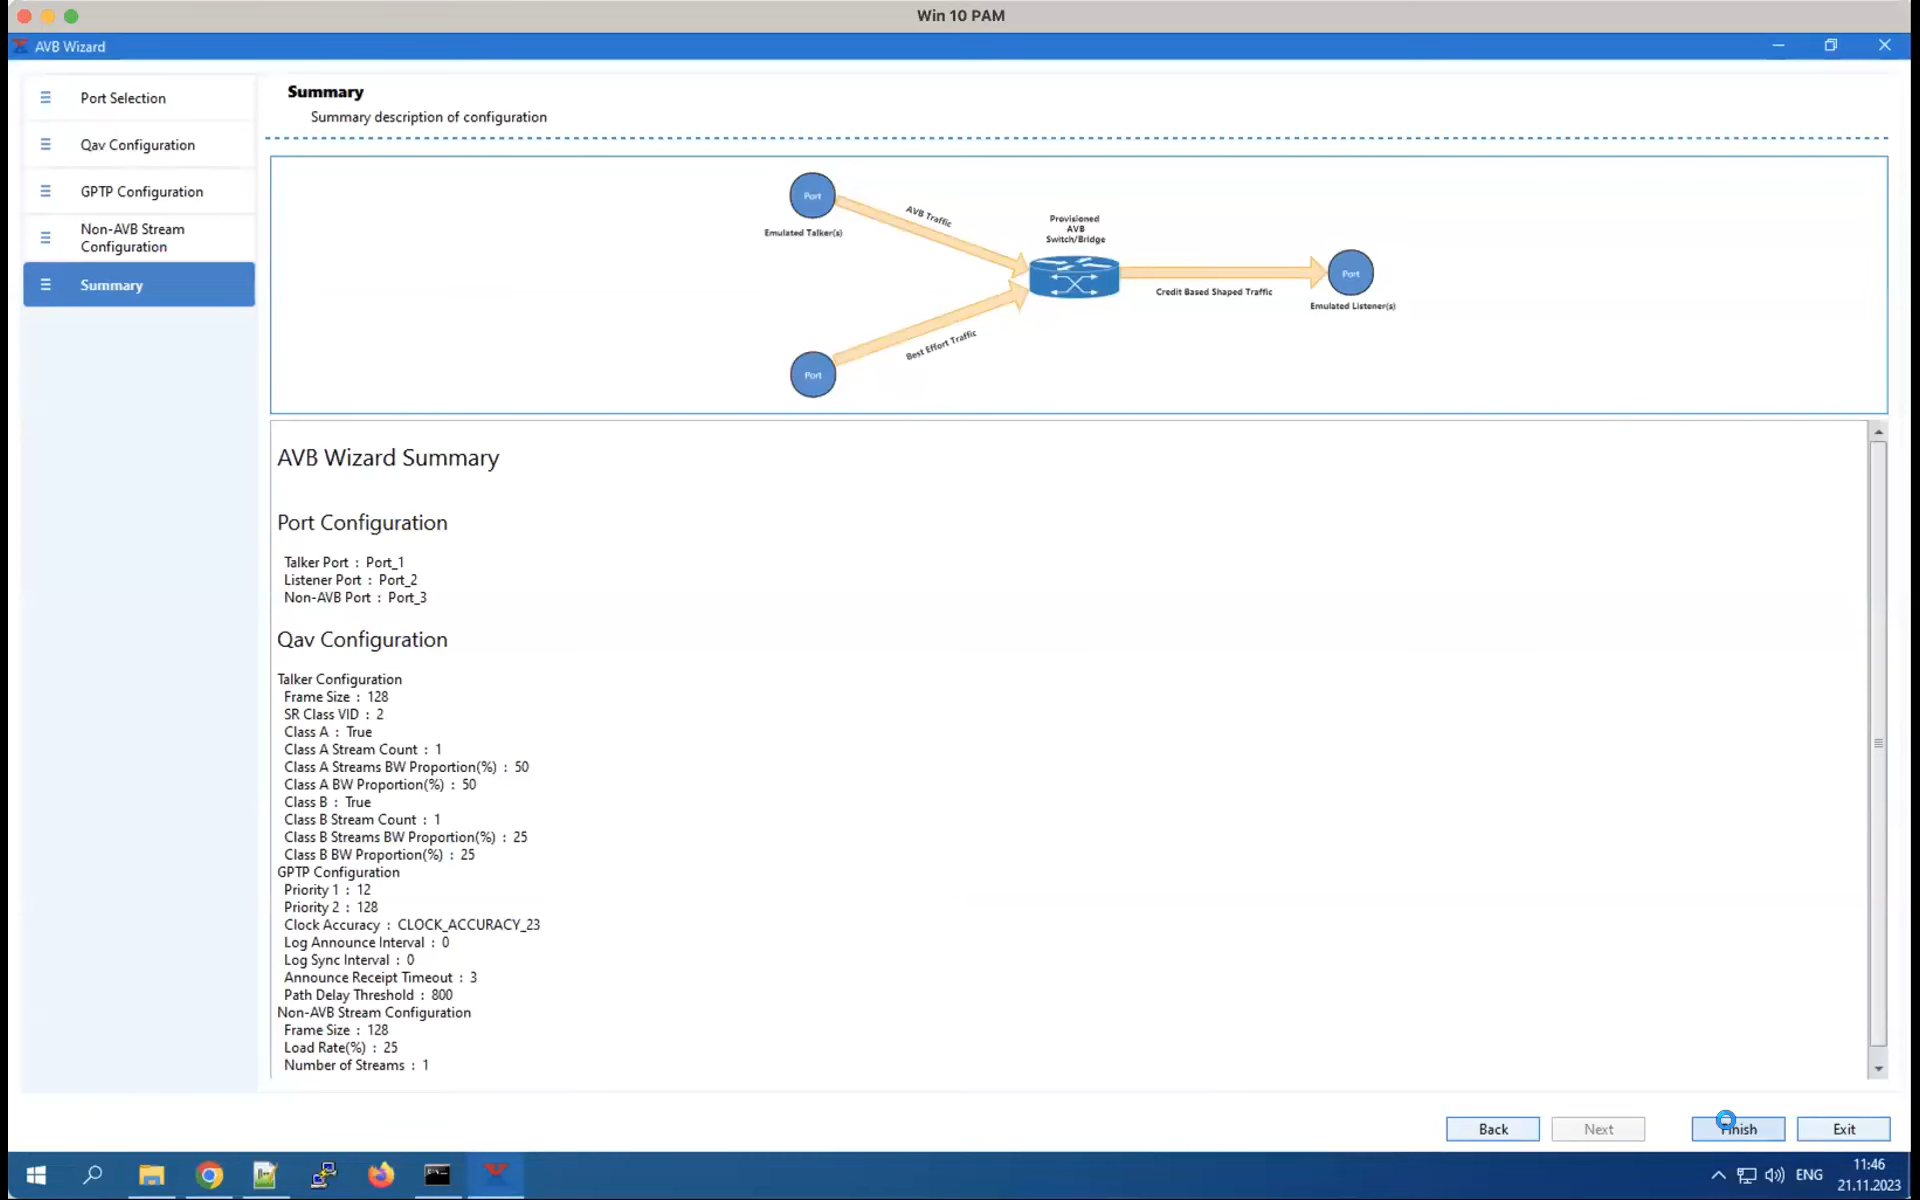 Win 10 PAM
AVB Wizard
Port Selection
Qav Configuration
GPTP Configuration
Non-AVB Stream
Configuration
Summary
Summary
Summary description of configuration
Port
Emulated Talker(s)
AVB Traffic
Provisioned
AVB
Switch/Bridge
Port
Credit Based Shaped Traffic
Emulated Listener(s)
Best Effort Traffic
Port
AVB Wizard Summary
Port Configuration
Talker Port : Port_1
Listener Port : Port_2
Non-AVB Port : Port_3
Qav Configuration
Talker Configuration
Frame Size : 128
SR Class VID : 2
Class A : True
Class A Stream Count : 1
Class A Streams BW Proportion(%) : 50
Class A BW Proportion(%) : 50
Class B : True
Class B Stream Count : 1
Class B Streams BW Proportion(%) : 25
Class B BW Proportion(%) : 25
GPTP Configuration
Priority 1 : 12
Priority 2 : 128
Clock Accuracy : CLOCK_ACCURACY_23
Log Announce Interval : 0
Log Sync Interval : 0
Announce Receipt Timeout : 3
Path Delay Threshold : 800
Non-AVB Stream Configuration
Frame Size : 128
Load Rate(%) : 25
Number of Streams : 1
Back
Next
Finish
Exit
ENG
11:46
21.11.2023